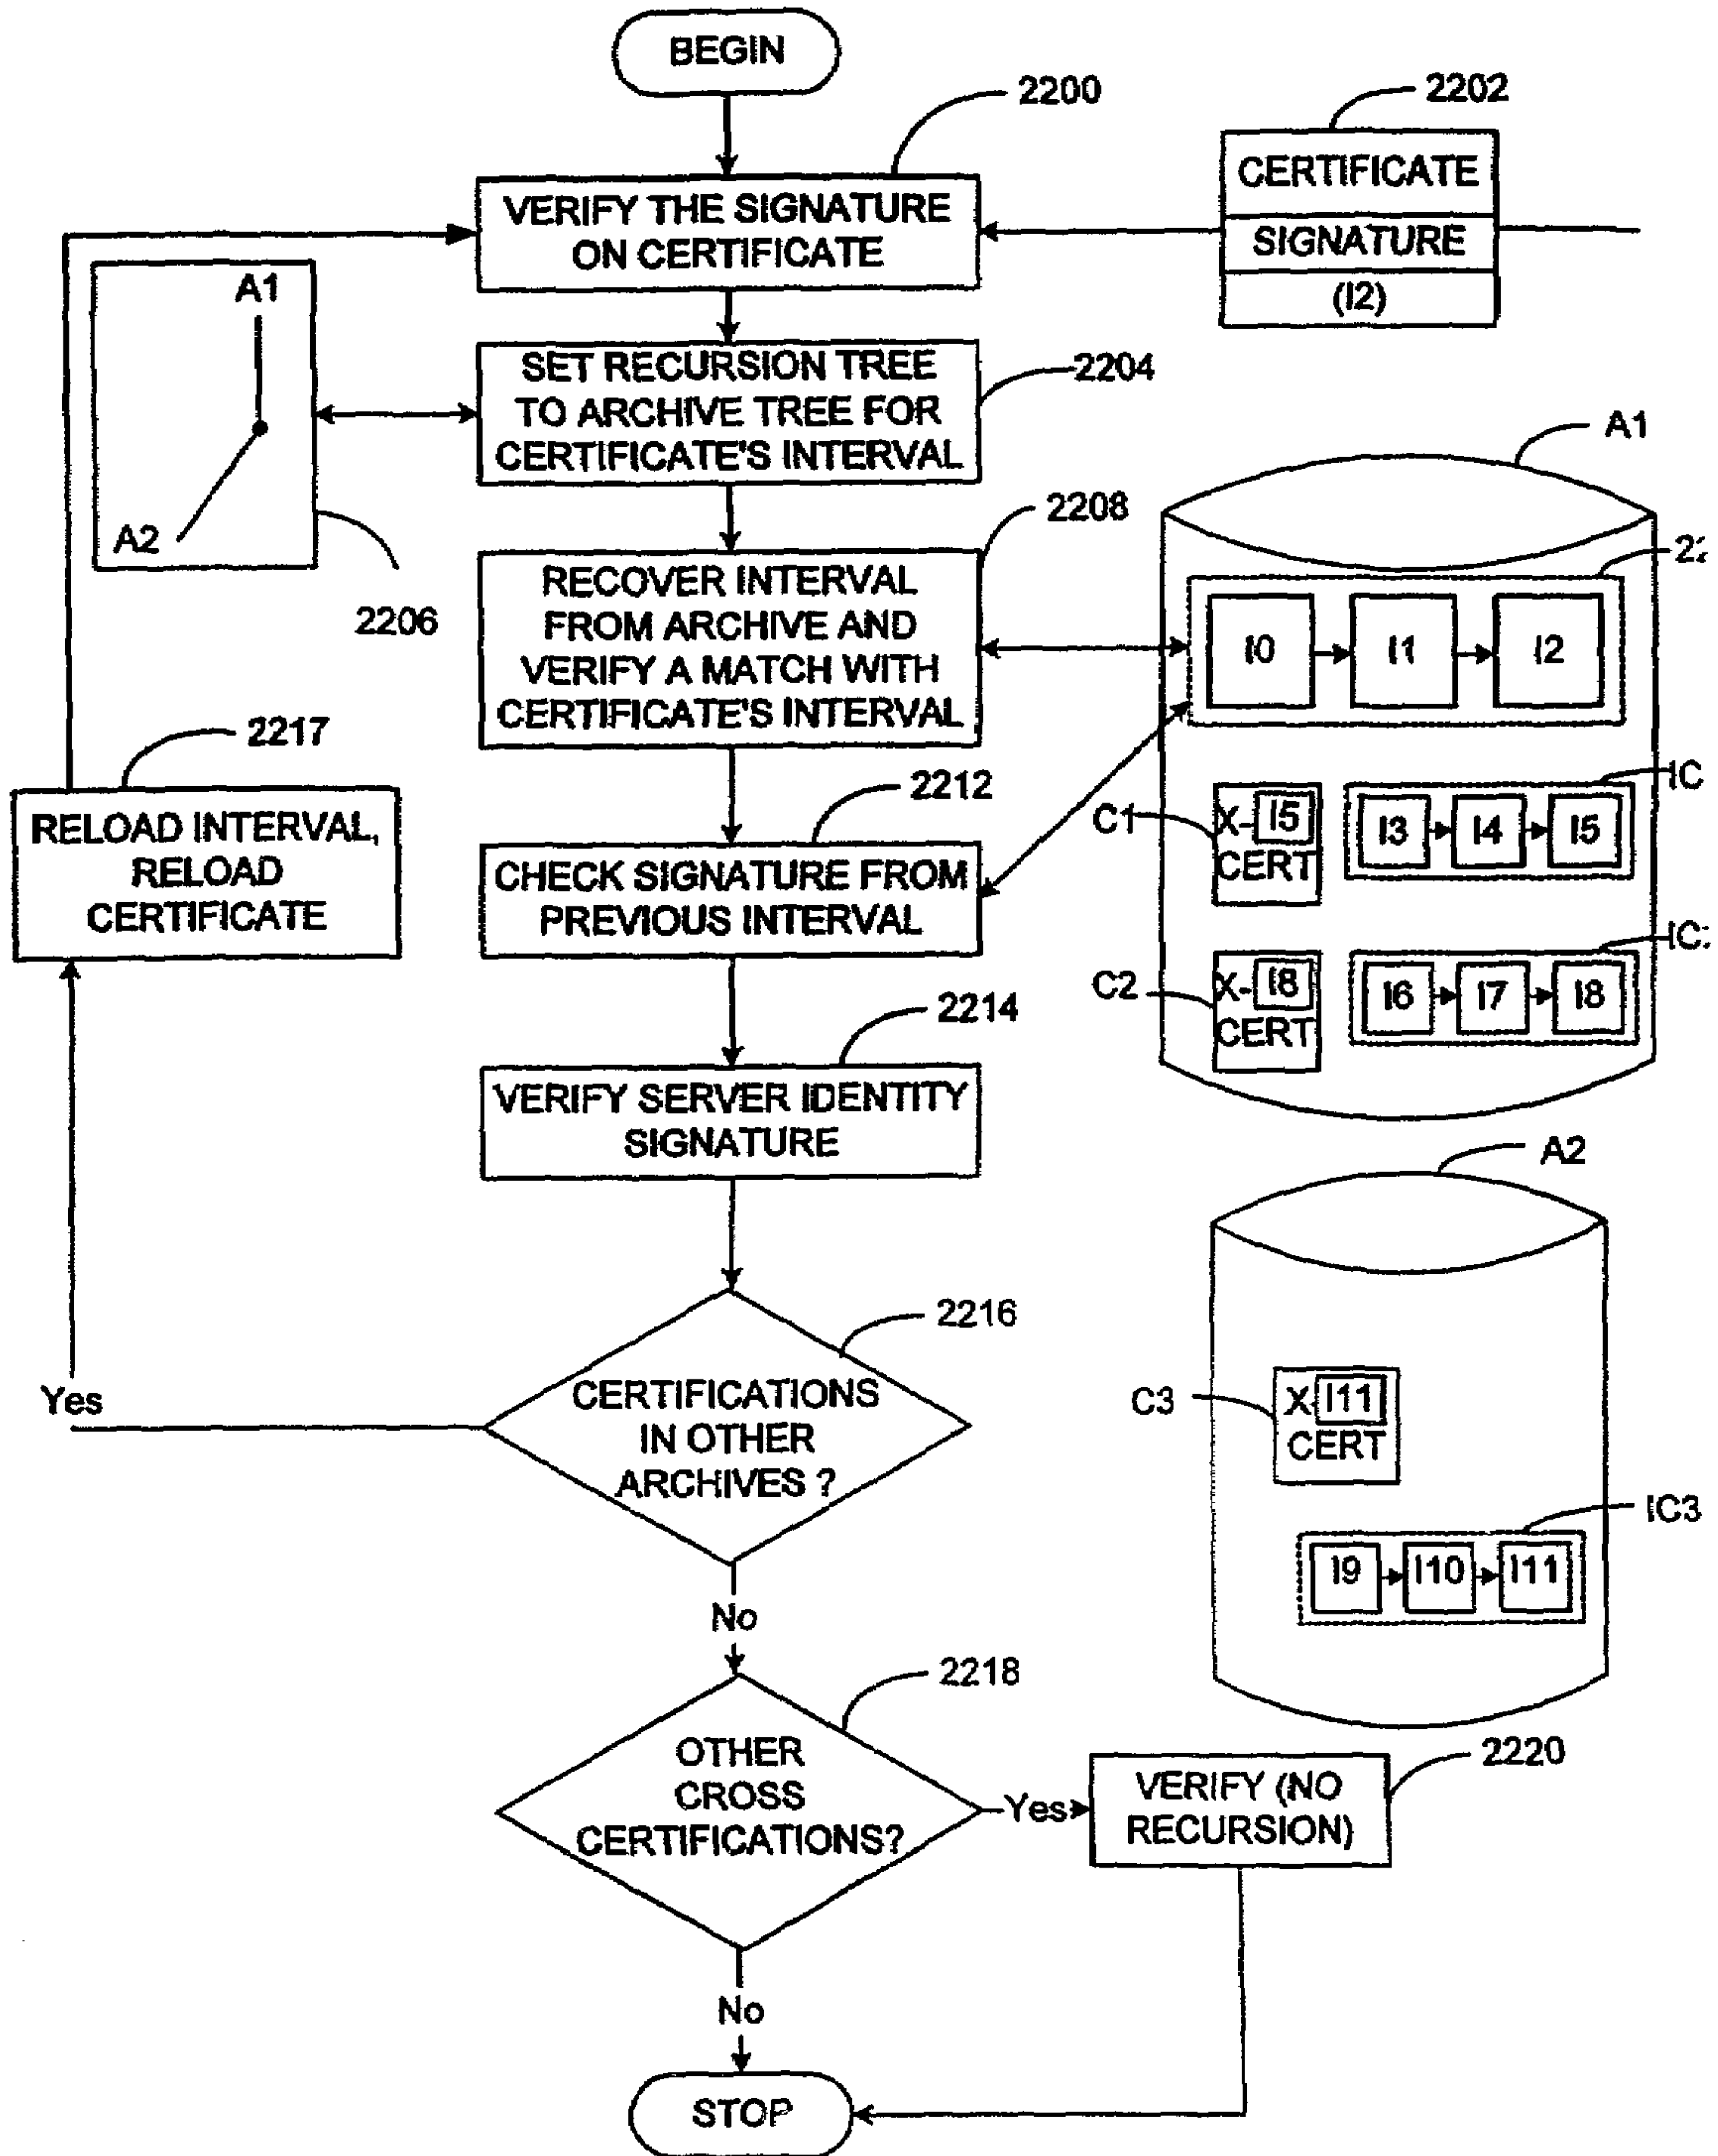 BEGIN
2200
2202
VERIFY THE SIGNATURE
ON CERTIFICATE
CERTIFICATE
SIGNATURE
(I2)
A1
A2
2206
SET RECURSION TREE
TO ARCHIVE TREE FOR
CERTIFICATE'S INTERVAL
2204
RECOVER INTERVAL
FROM ARCHIVE AND
VERIFY A MATCH WITH
CERTIFICATE'S INTERVAL
2208
A1
I0
I1
I2
2217
RELOAD INTERVAL,
RELOAD
CERTIFICATE
2212
CHECK SIGNATURE FROM
PREVIOUS INTERVAL
C1
X-
I5
CERT
I3
I4
I5
IC
C2
X-
I8
CERT
I6
I7
I8
2214
VERIFY SERVER IDENTITY
SIGNATURE
A2
2216
CERTIFICATIONS
IN OTHER
ARCHIVES ?
Yes
No
C3
X-
I11
CERT
IC3
I9
I10
I11
2218
OTHER
CROSS
CERTIFICATIONS?
Yes
No
2220
VERIFY (NO
RECURSION)
STOP